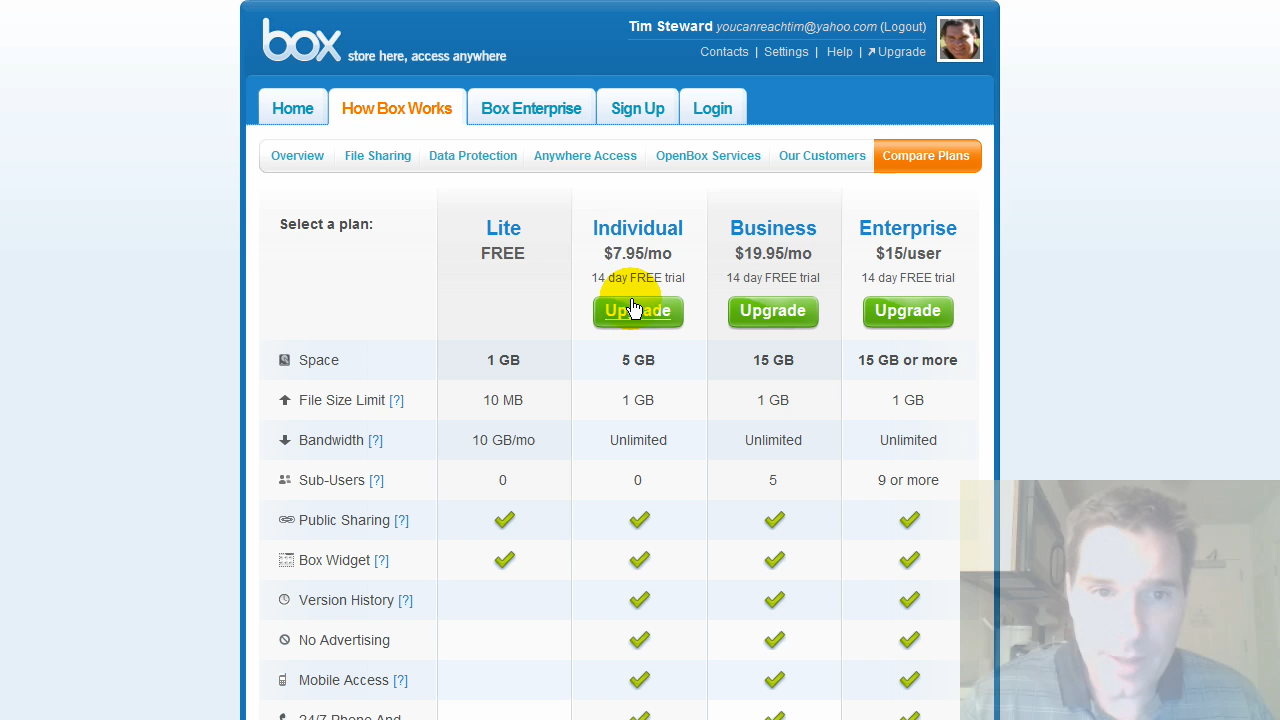 box store here, access anywhere
Tim Steward youcanreachtim@yahoo.com (Logout)
Contacts | Settings | Help | Upgrade
Home How Box Works Box Enterprise Sign Up Login
Overview File Sharing Data Protection Anywhere Access OpenBox Services Our Customers Compare Plans
Select a plan: Lite Individual Business Enterprise
FREE $7.95/mo $19.95/mo $15/user
14 day FREE trial 14 day FREE trial 14 day FREE trial
Upgrade Upgrade Upgrade
Space 1 GB 5 GB 15 GB 15 GB or more
File Size Limit [?] 10 MB 1 GB 1 GB 1 GB
Bandwidth [?] 10 GB/mo Unlimited Unlimited Unlimited
Sub-Users [?] 0 0 5 9 or more
Public Sharing [?]
Box Widget [?]
Version History [?]
No Advertising
Mobile Access [?]
24/7 Phone And